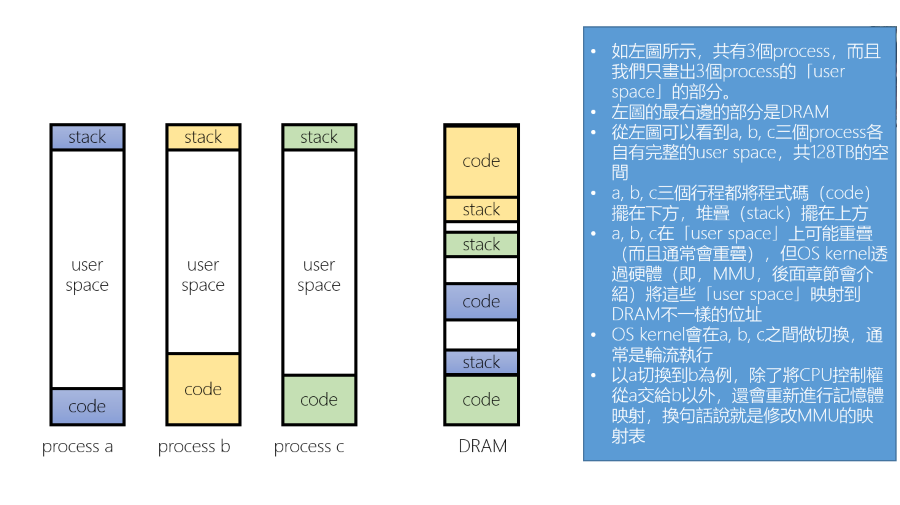 stack
user
space
code
process a
stack
user
space
code
process b
stack
user
space
code
process c
code
stack
stack
code
stack
code
DRAM
• 如左圖所示，共有3個process，而且
我們只畫出3個process的「user
space」的部分。
• 左圖的最右邊的部分是DRAM
• 從左圖可以看到a, b, c三個process各
自有完整的user space，共128TB的空
間
• a, b, c三個行程都將程式碼（code）
擺在下方，堆疊（stack）擺在上方
• a, b, c在「user space」上可能重疊
（而且通常會重疊），但OS kernel透
過硬體（即，MMU，後面章節會介
紹）將這些「user space」映射到
DRAM不一樣的位址
• OS kernel會在a, b, c之間做切換，通
常是輪流執行
• 以a切換到b為例，除了將CPU控制權
從a交給b以外，還會重新進行記憶體
映射，換句話說就是修改MMU的映
射表